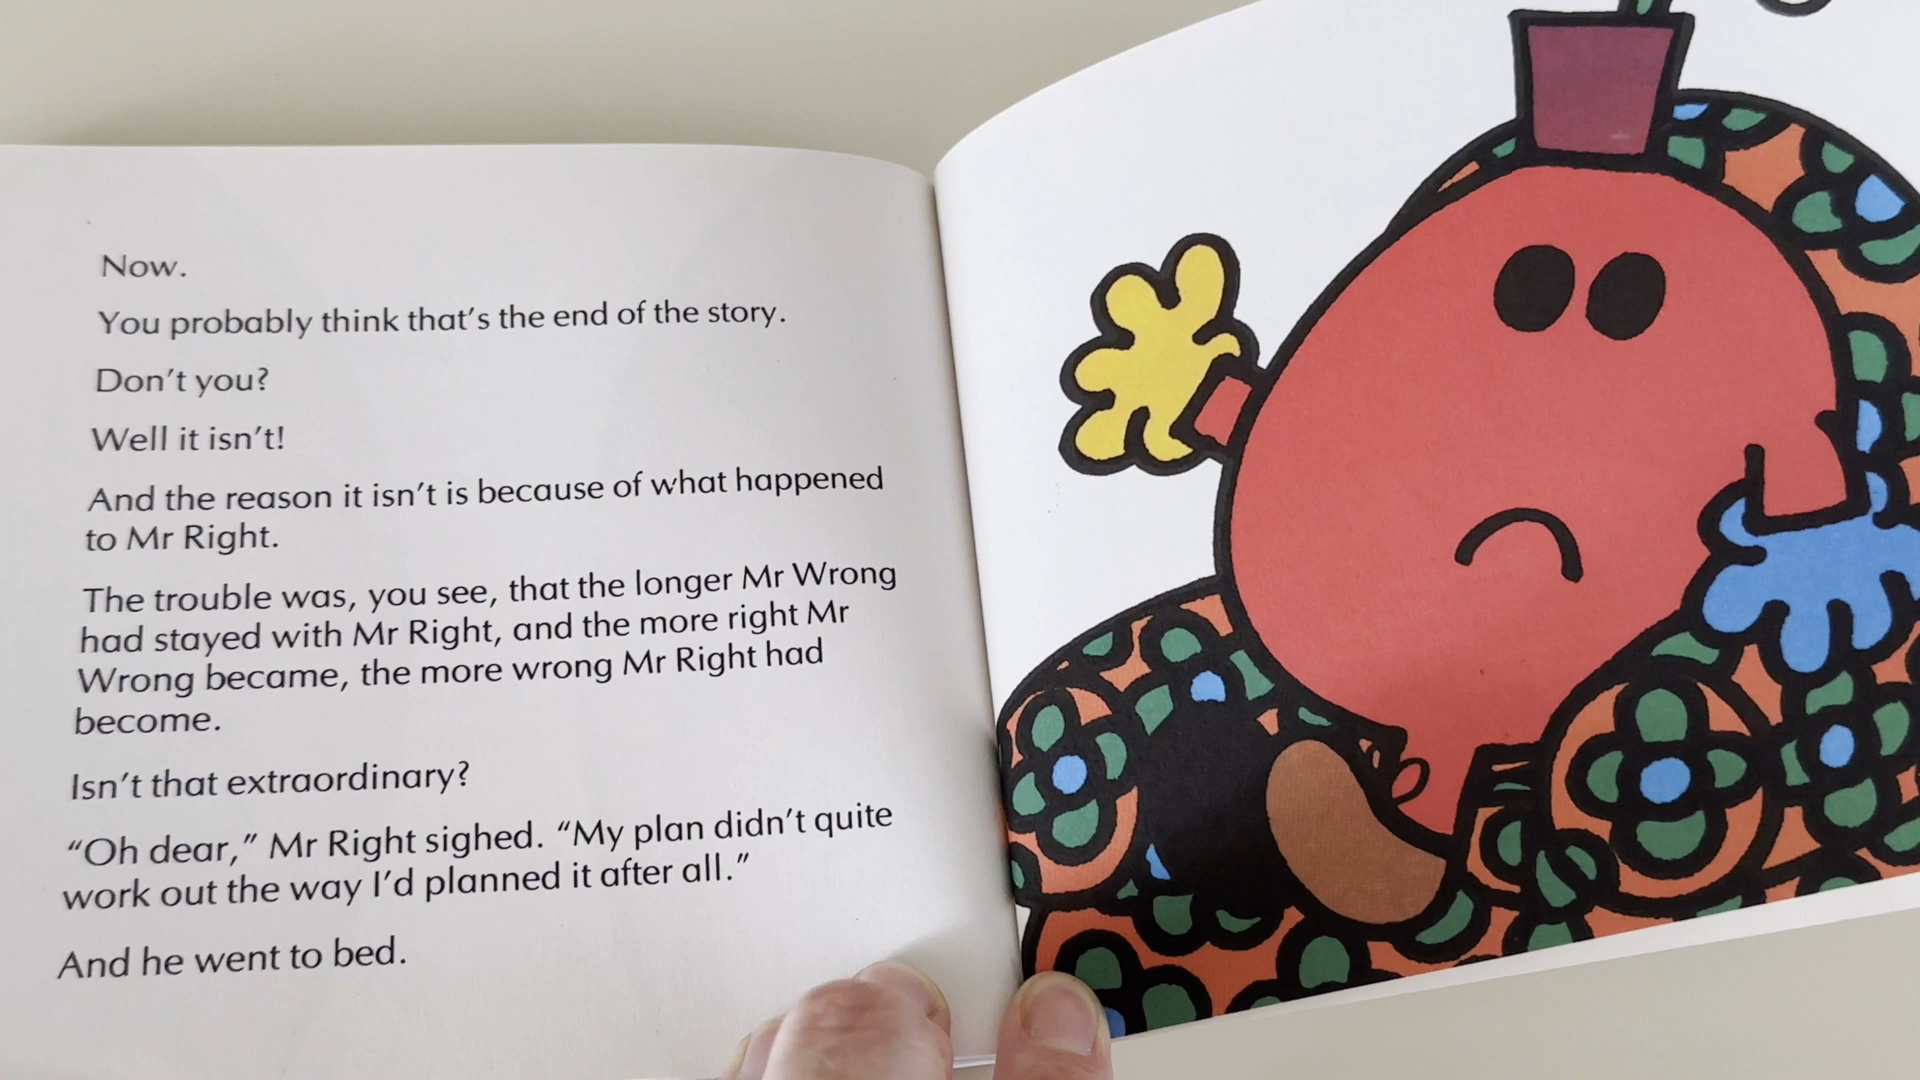 Now.
You probably think that's the end of the story.
Don't you?
Well it isn't!
And the reason it isn't is because of what happened
to Mr Right.
The trouble was, you see, that the longer Mr Wrong
had stayed with Mr Right, and the more right Mr
Wrong became, the more wrong Mr Right had
become.
Isn't that extraordinary?
“Oh dear,” Mr Right sighed. “My plan didn't quite
work out the way I'd planned it after all.”
And he went to bed.